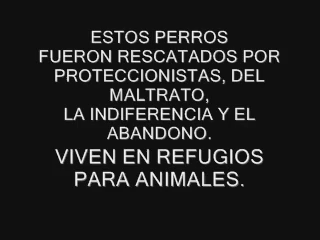 ESTOS PERROS
FUERON RESCATADOS POR
PROTECCIONISTAS, DEL
MALTRATO,
LA INDIFERENCIA Y EL
ABANDONO.
VIVEN EN REFUGIOS
PARA ANIMALES.